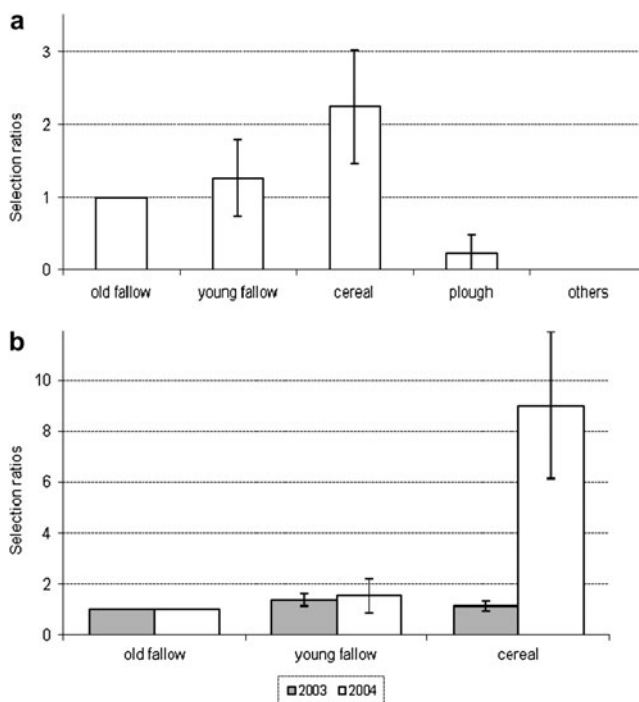 a
Selection ratios
3
2
1
0
old fallow
young fallow
cereal
plough
others
b
Selection ratios
10
8
6
4
2
0
old fallow
young fallow
cereal
2003
2004